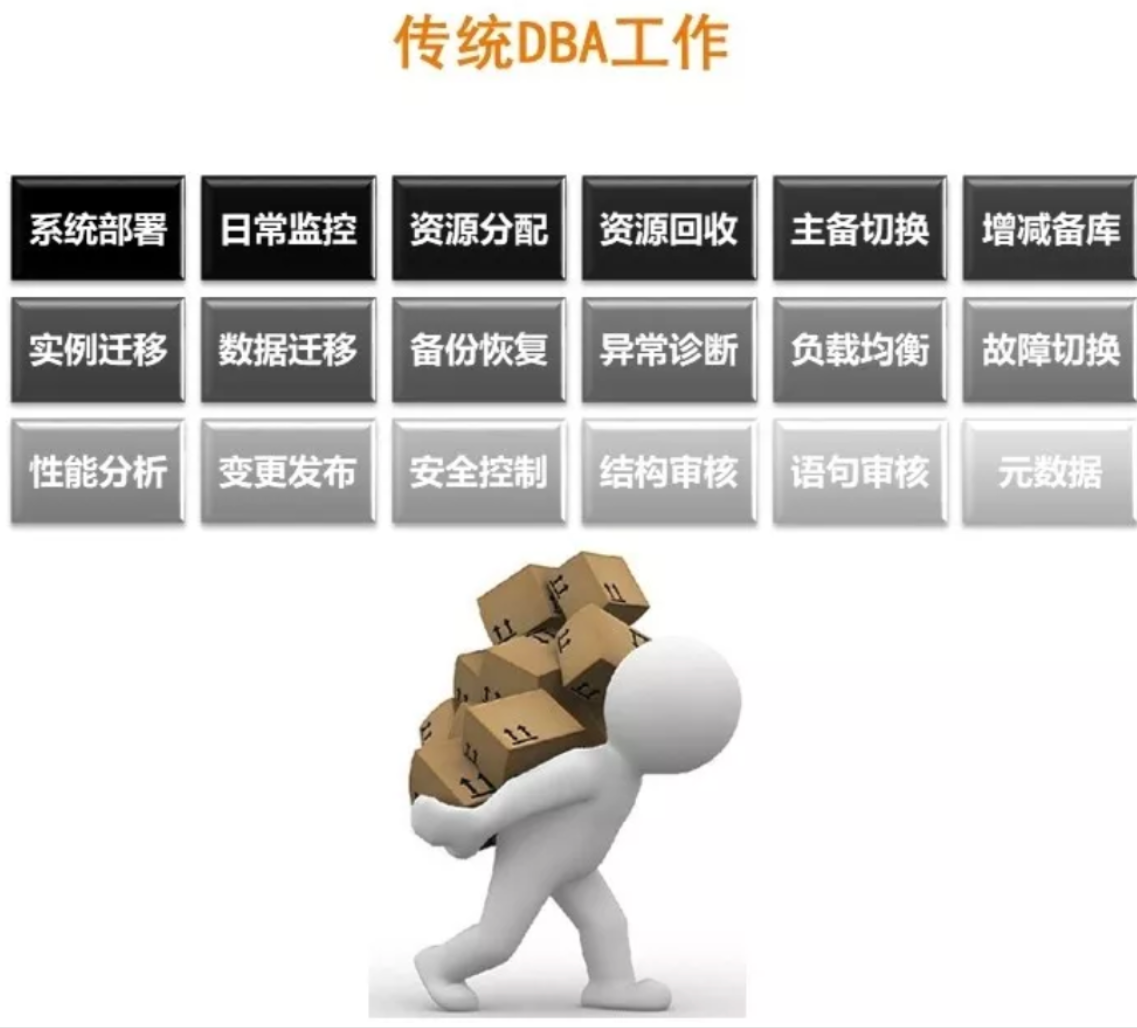 传统DBA工作
系统部署 日常监控 资源分配 资源回收 主备切换 增减备库
实例迁移 数据迁移 备份恢复 异常诊断 负载均衡 故障切换
性能分析 变更发布 安全控制 结构审核 语句审核 元数据